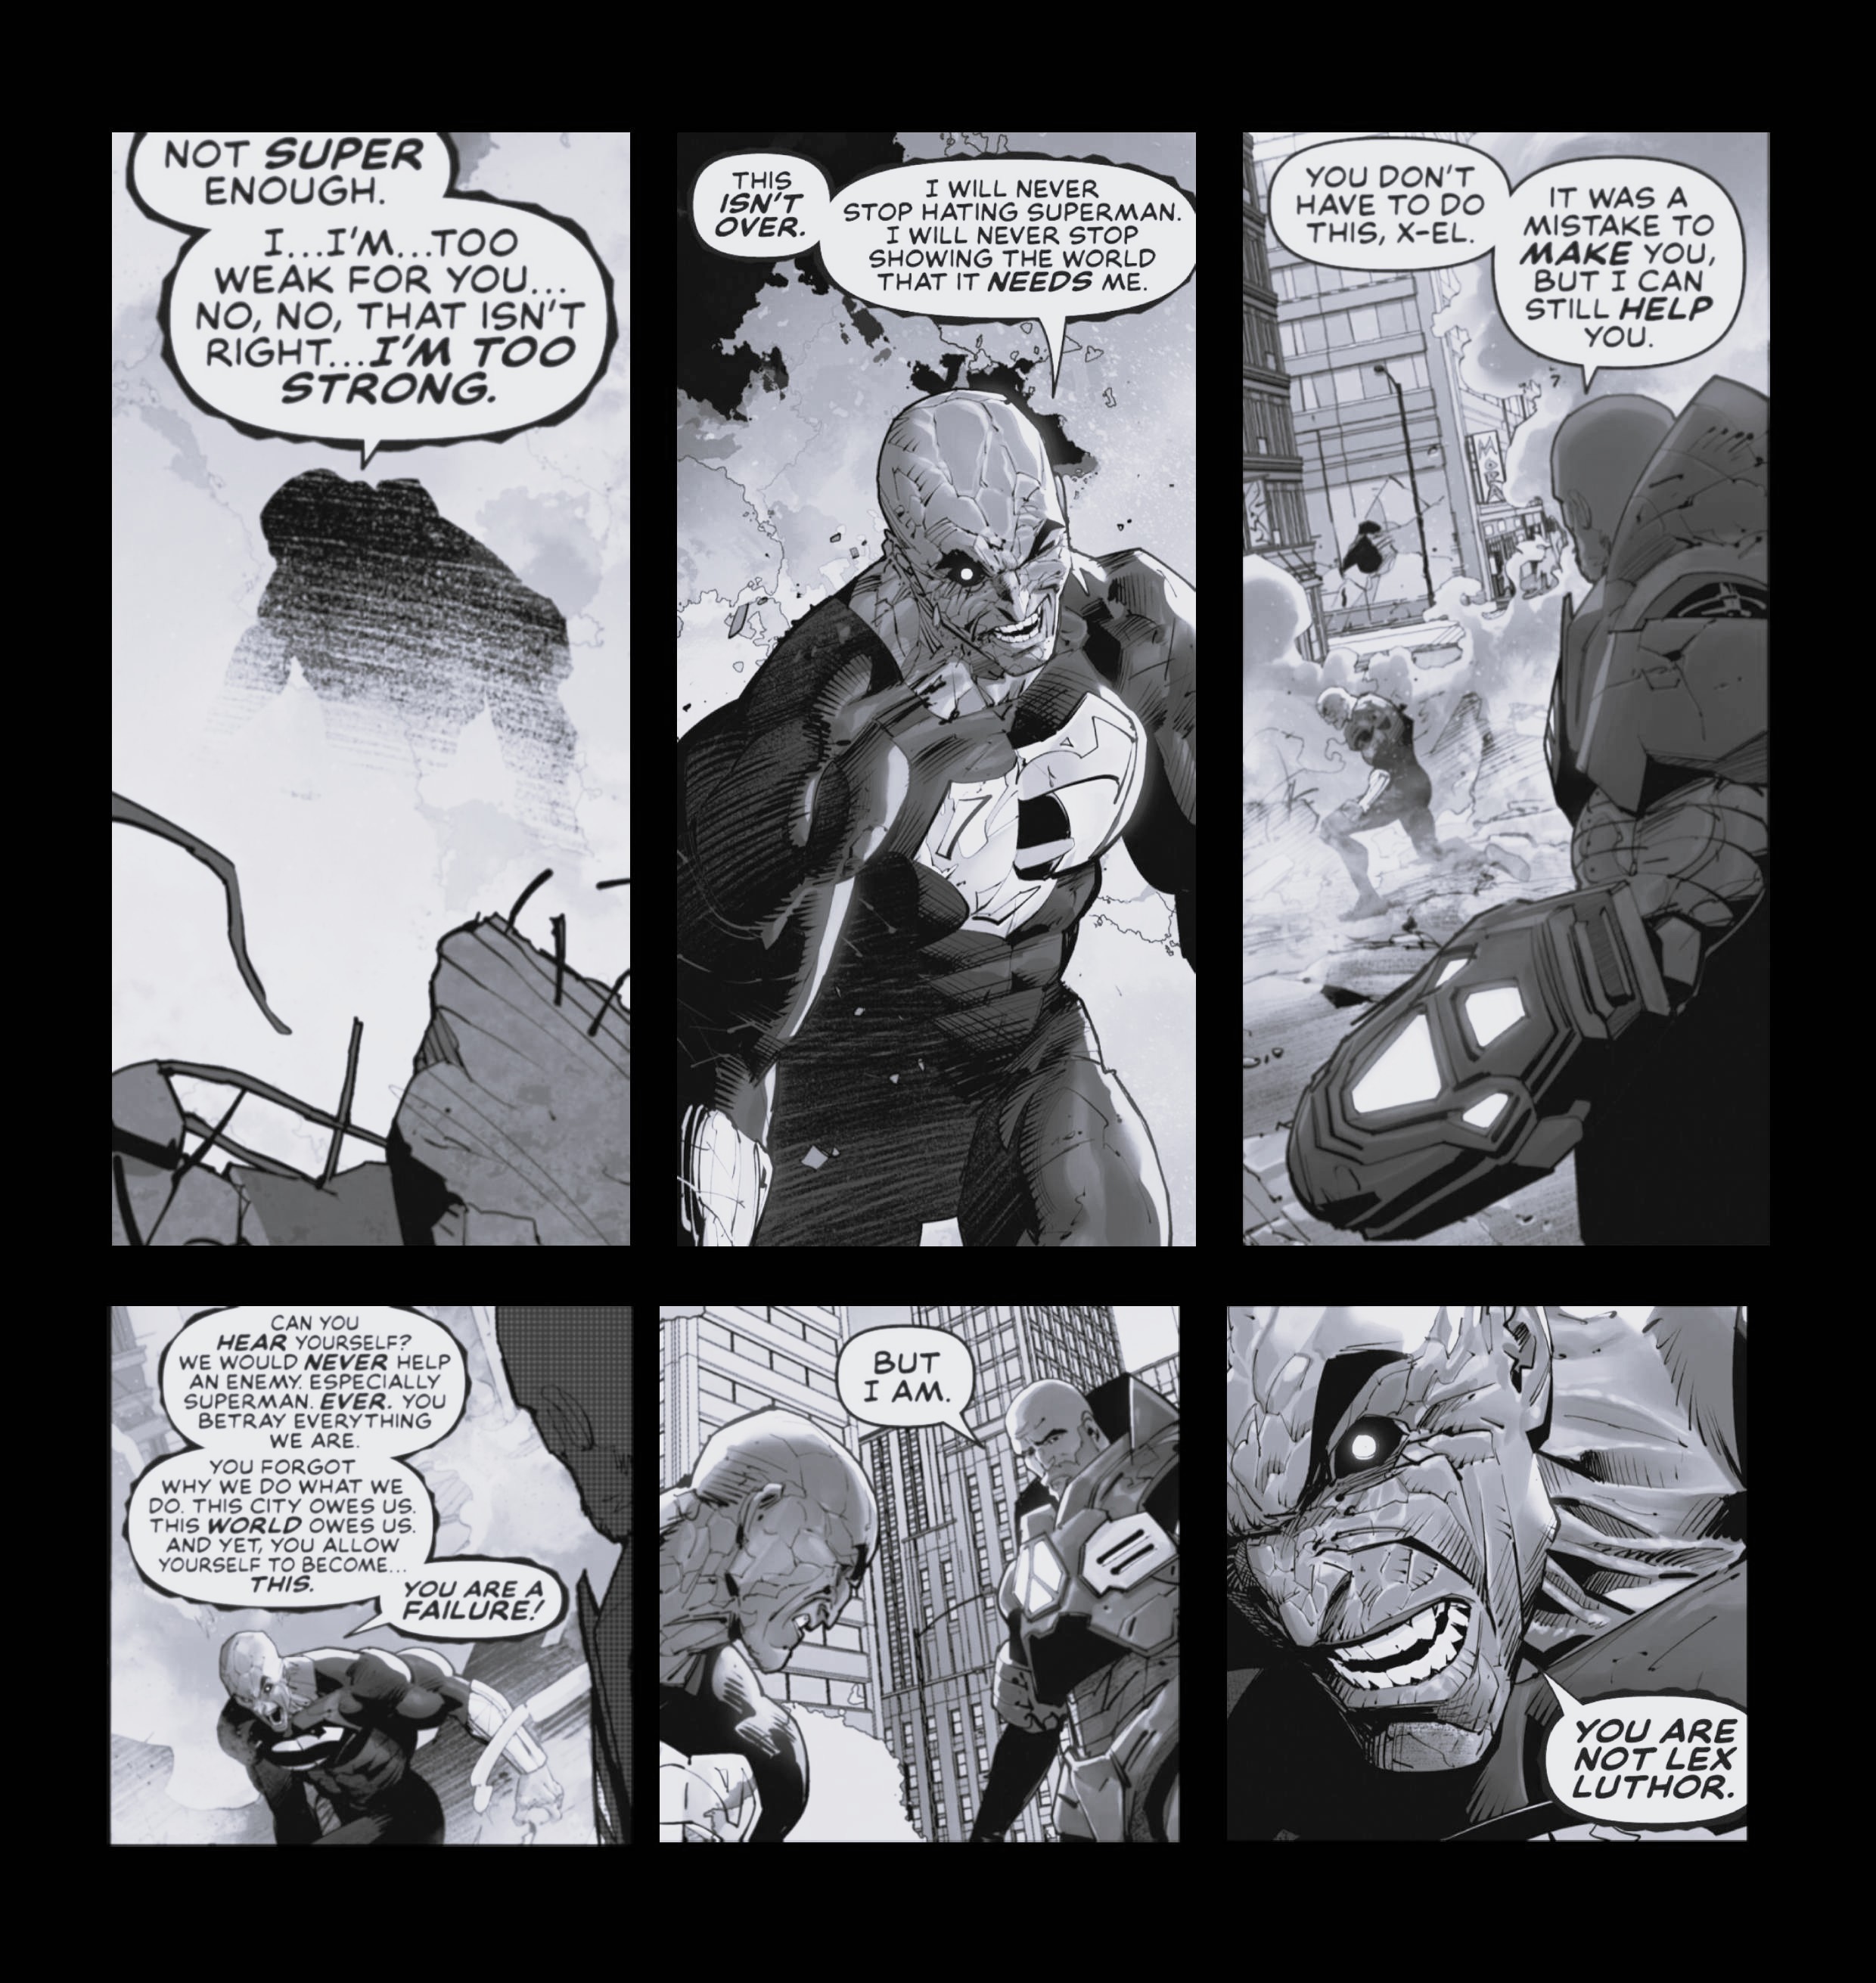 NOT SUPER
ENOUGH.
I...I'M...TOO
WEAK FOR YOU...
NO, NO, THAT ISN'T
RIGHT...I'M TOO
STRONG.
THIS
ISN'T
OVER.
I WILL NEVER
STOP HATING SUPERMAN.
I WILL NEVER STOP
SHOWING THE WORLD
THAT IT NEEDS ME.
7
YOU DON'T
HAVE TO DO
THIS, X-EL.
IT WAS A
MISTAKE TO
MAKE YOU,
BUT I CAN
STILL HELP
YOU.
MORA
CAN YOU
HEAR YOURSELF?
WE WOULD NEVER HELP
AN ENEMY. ESPECIALLY
SUPERMAN. EVER. YOU
BETRAY EVERYTHING
WE ARE.
YOU FORGOT
WHY WE DO WHAT WE
DO. THIS CITY OWES US.
THIS WORLD OWES US.
AND YET, YOU ALLOW
YOURSELF TO BECOME...
THIS.
YOU ARE A
FAILURE!
BUT
I AM.
YOU ARE
NOT LEX
LUTHOR.